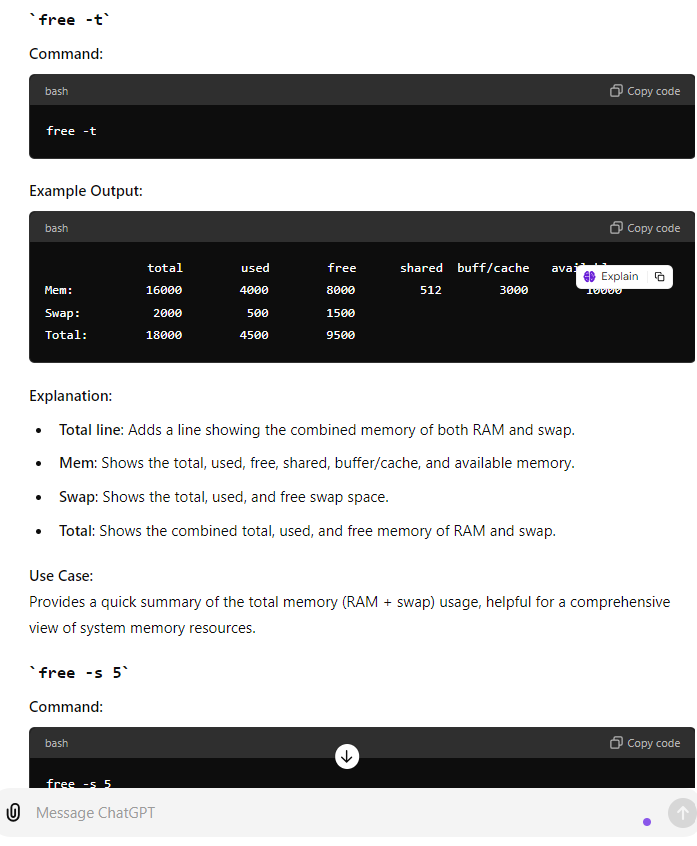 `free -t`
Command:
bash Copy code
free -t
Example Output:
bash Copy code
total used free shared buff/cache
Explain
Mem: 16000 4000 8000 512 3000 10000
Swap: 2000 500 1500
Total: 18000 4500 9500
Explanation:
• Total line: Adds a line showing the combined memory of both RAM and swap.
• Mem: Shows the total, used, free, shared, buffer/cache, and available memory.
• Swap: Shows the total, used, and free swap space.
• Total: Shows the combined total, used, and free memory of RAM and swap.
Use Case:
Provides a quick summary of the total memory (RAM + swap) usage, helpful for a comprehensive
view of system memory resources.
`free -s 5`
Command:
bash Copy code
free -s 5
Message ChatGPT